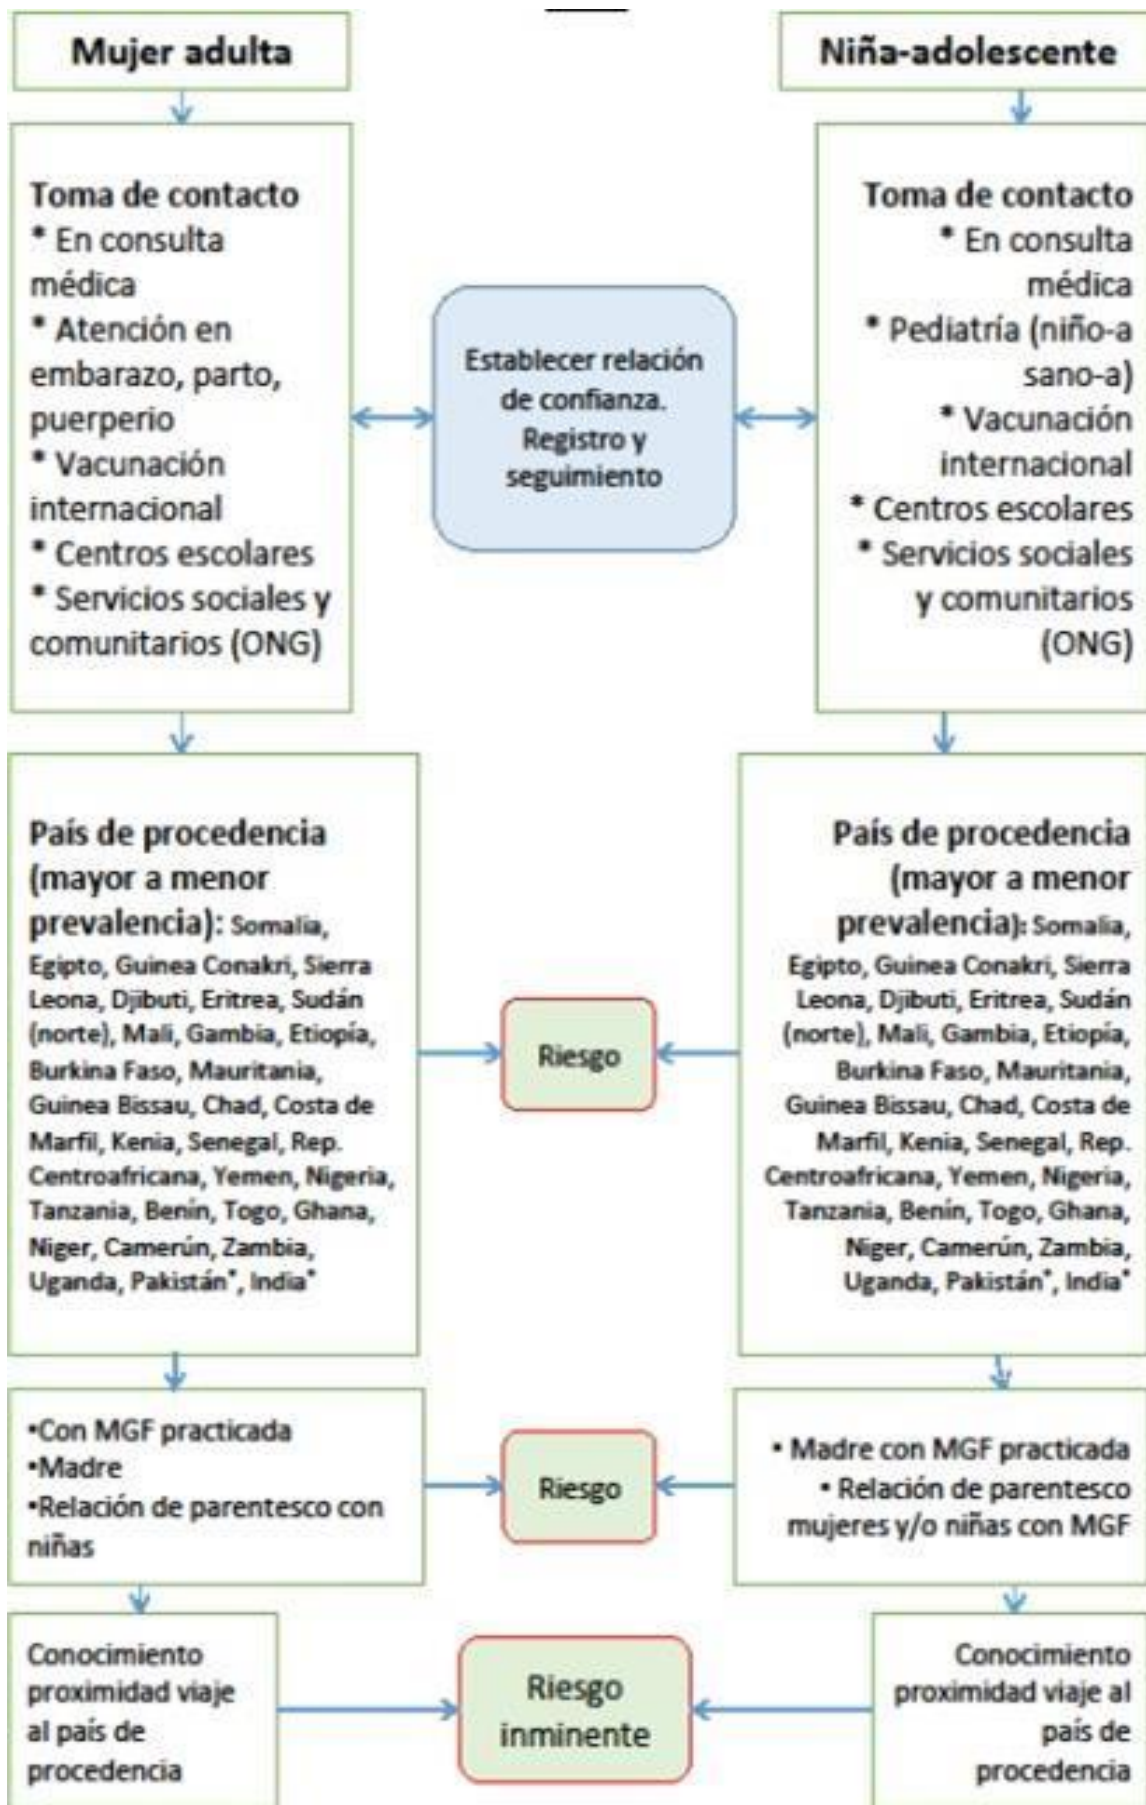 Mujer adulta
Toma de contacto
* En consulta
médica
* Atención en
embarazo, parto,
puerperio
* Vacunación
internacional
* Centros escolares
* Servicios sociales y
comunitarios (ONG)
País de procedencia
(mayor a menor
prevalencia): Somalia,
Egipto, Guinea Conakri, Sierra
Leona, Djibuti, Eritrea, Sudán
(norte), Mali, Gambia, Etiopía,
Burkina Faso, Mauritania,
Guinea Bissau, Chad, Costa de
Marfil, Kenia, Senegal, Rep.
Centroafricana, Yemen, Nigeria,
Tanzania, Benín, Togo, Ghana,
Niger, Camerún, Zambia,
Uganda, Pakistán*, India*
•Con MGF practicada
•Madre
•Relación de parentesco con
niñas
Conocimiento
proximidad viaje
al país de
procedencia
Establecer relación
de confianza.
Registro y
seguimiento
Riesgo
Riesgo
Riesgo
inminente
Niña-adolescente
Toma de contacto
* En consulta
médica
* Pediatría (niño-a
sano-a)
* Vacunación
internacional
* Centros escolares
* Servicios sociales
y comunitarios
(ONG)
País de procedencia
(mayor a menor
prevalencia): Somalia,
Egipto, Guinea Conakri, Sierra
Leona, Djibuti, Eritrea, Sudán
(norte), Mali, Gambia, Etiopía,
Burkina Faso, Mauritania,
Guinea Bissau, Chad, Costa de
Marfil, Kenia, Senegal, Rep.
Centroafricana, Yemen, Nigeria,
Tanzania, Benín, Togo, Ghana,
Niger, Camerún, Zambia,
Uganda, Pakistán*, India*
• Madre con MGF practicada
• Relación de parentesco
mujeres y/o niñas con MGF
Conocimiento
proximidad viaje al
país de
procedencia